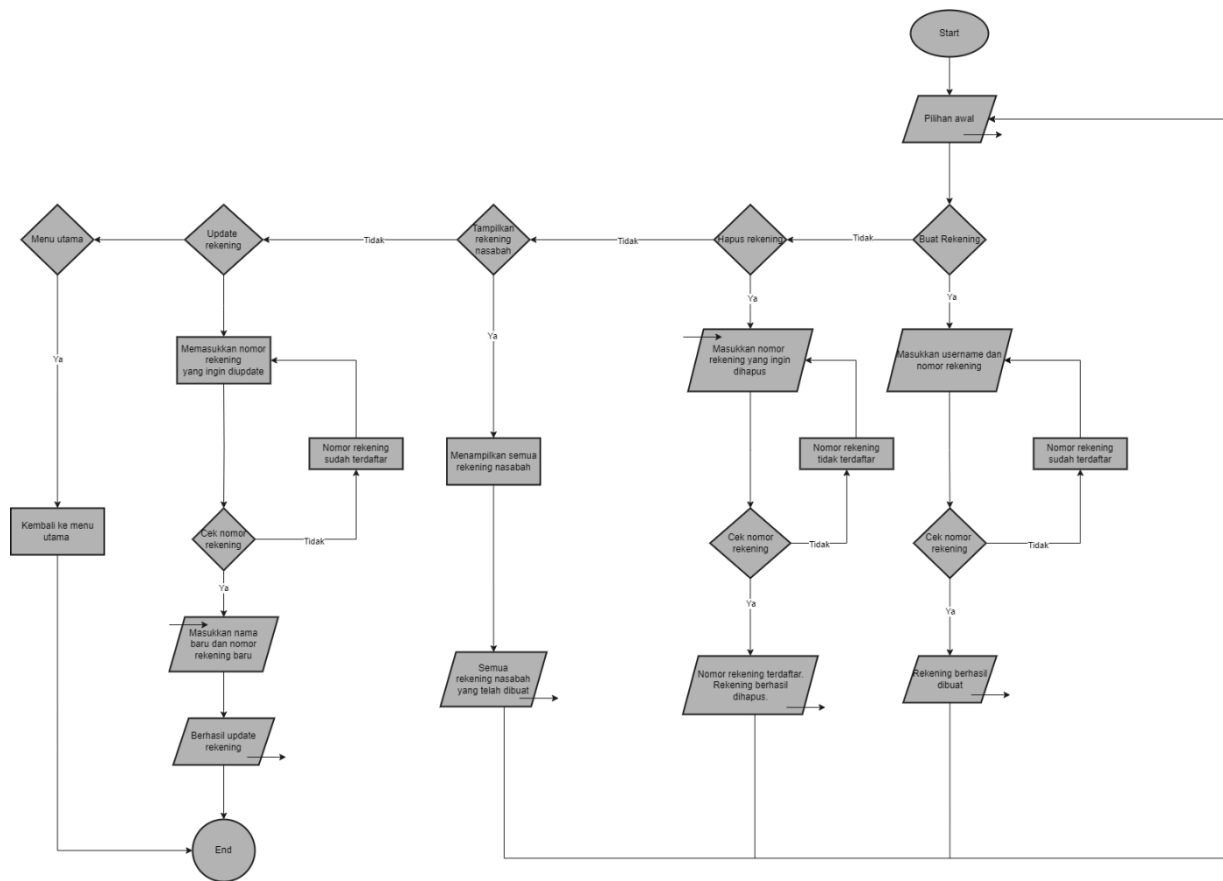 Start
Pilihan awal
Menu utama
Update
rekening
Tidak
Tampilkan
rekening
nasabah
Tidak
Hapus rekening
Tidak
Buat Rekening
Ya
Ya
Ya
Ya
Memasukkan nomor
rekening
yang ingin diupdate
Masukkan nomor
rekening yang ingin
dihapus
Masukkan username dan
nomor rekening
Nomor rekening
sudah terdaftar
Menampilkan semua
rekening nasabah
Nomor rekening
tidak terdaftar
Nomor rekening
sudah terdaftar
Kembali ke menu
utama
Cek nomor
rekening
Tidak
Cek nomor
rekening
Tidak
Cek nomor
rekening
Tidak
Ya
Ya
Ya
Masukkan nama
baru dan nomor
rekening baru
Semua
rekening nasabah
yang telah dibuat
Nomor rekening terdaftar.
Rekening berhasil
dihapus.
Rekening berhasil
dibuat
Berhasil update
rekening
End